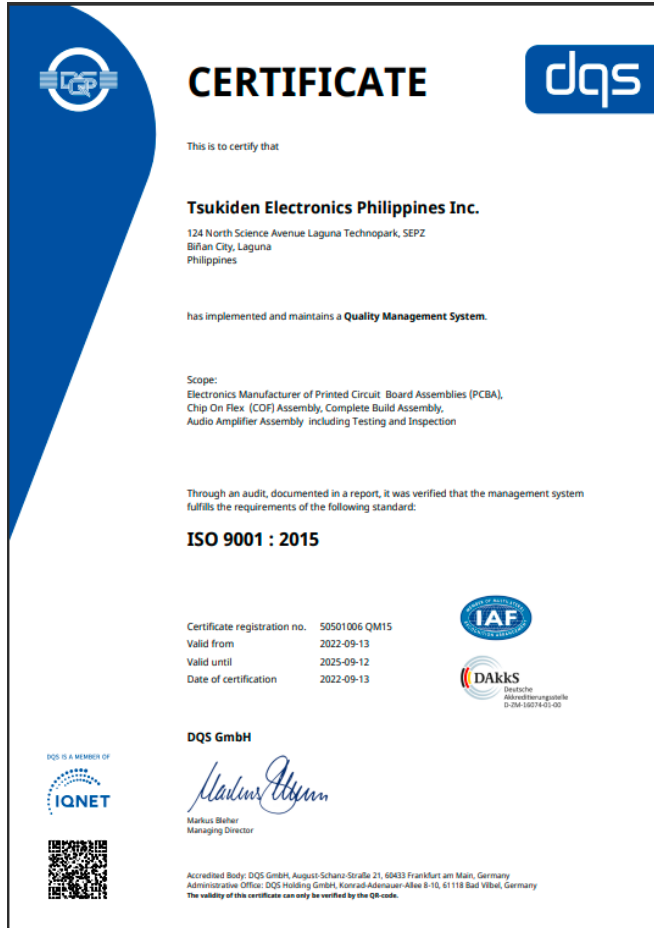 DQS
CERTIFICATE
dqs
This is to certify that
Tsukiden Electronics Philippines Inc.
124 North Science Avenue Laguna Technopark, SEPZ
Biñan City, Laguna
Philippines
has implemented and maintains a Quality Management System.
Scope:
Electronics Manufacturer of Printed Circuit Board Assemblies (PCBA),
Chip On Flex (COF) Assembly, Complete Build Assembly,
Audio Amplifier Assembly including Testing and Inspection
Through an audit, documented in a report, it was verified that the management system
fulfills the requirements of the following standard:
ISO 9001 : 2015
Certificate registration no. 50501006 QM15
Valid from 2022-09-13
Valid until 2025-09-12
Date of certification 2022-09-13
MEMBER OF MULTILATERAL
IAF
RECOGNITION ARRANGEMENT
DAkkS
Deutsche
Akkreditierungsstelle
D-ZM-16074-01-00
DQS GmbH
Markus Bleher
Managing Director
DQS IS A MEMBER OF
IQNET
Accredited Body: DQS GmbH, August-Schanz-Straße 21, 60433 Frankfurt am Main, Germany
Administrative Office: DQS Holding GmbH, Konrad-Adenauer-Allee 8-10, 61118 Bad Vilbel, Germany
The validity of this certificate can only be verified by the QR-code.